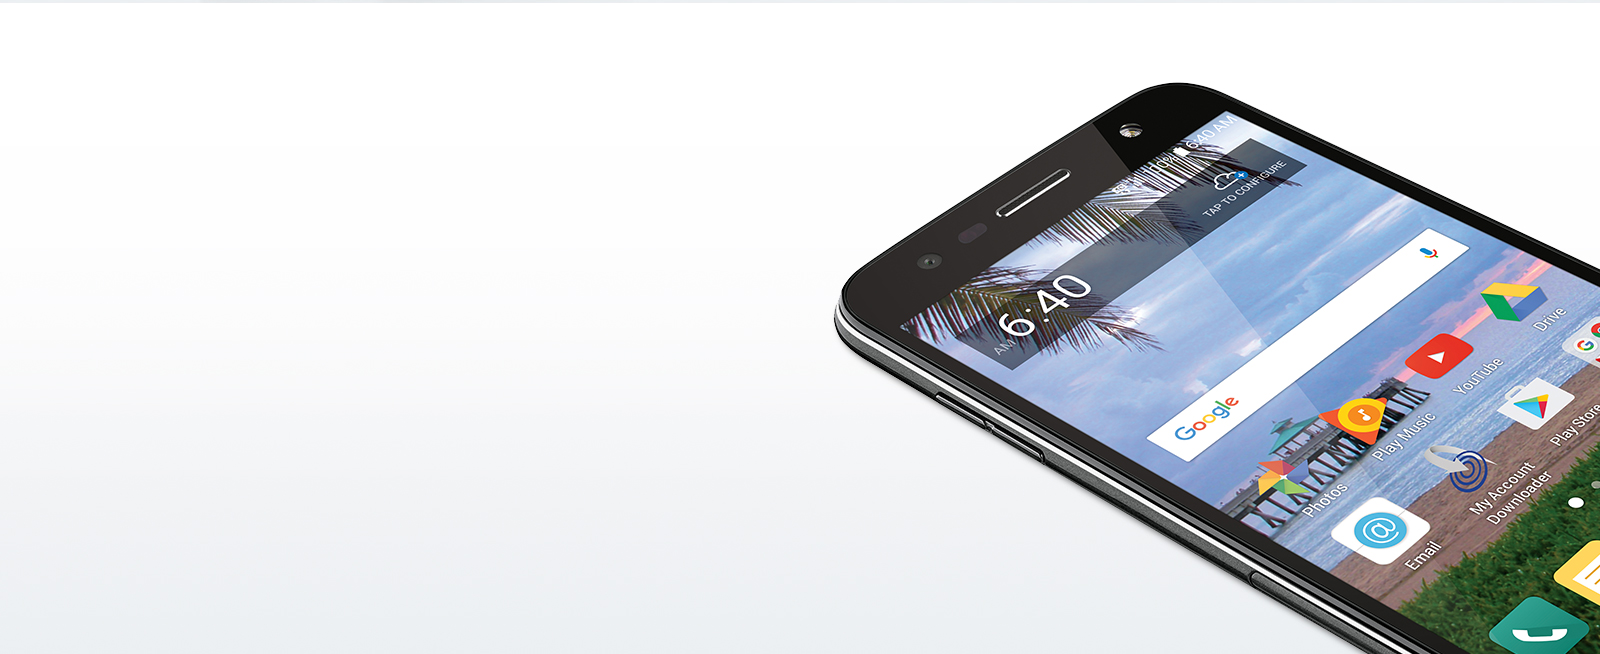 100%
6:40 AM
TAP TO CONFIGURE
AM 6:40
Google
Drive
YouTube
Play Store
Play Music
My Account
Downloader
Photos
Email